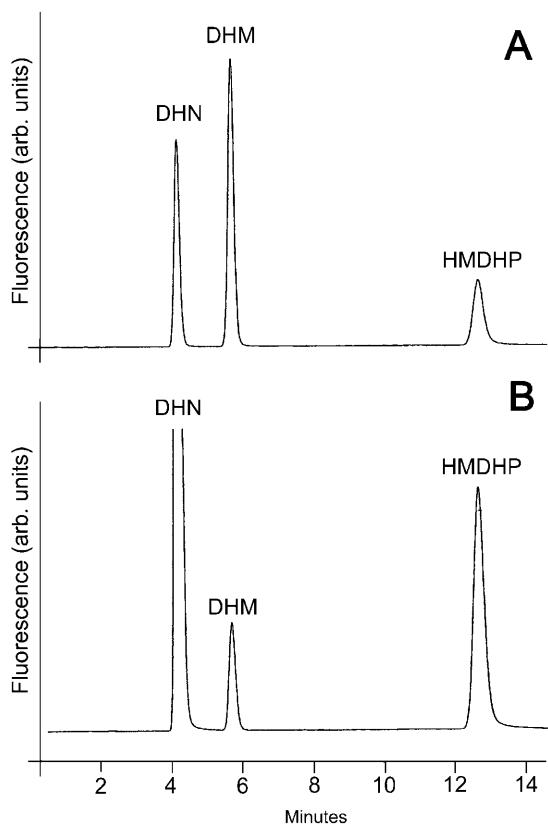 A
DHM
DHN
HMDHP
Fluorescence (arb. units)
B
DHN
HMDHP
DHM
Fluorescence (arb. units)
2 4 6 8 10 12 14
Minutes